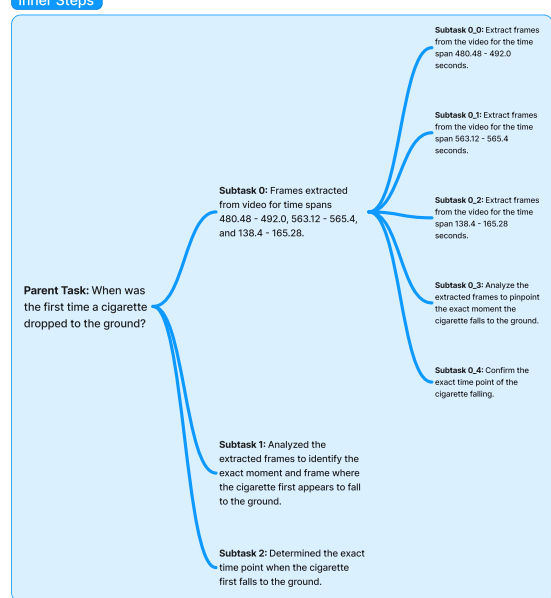 Inner Steps
Parent Task: When was
the first time a cigarette
dropped to the ground?
Subtask 0: Frames extracted
from video for time spans
480.48 - 492.0, 563.12 - 565.4,
and 138.4 - 165.28.
Subtask 0_0: Extract frames
from the video for the time
span 480.48 - 492.0
seconds.
Subtask 0_1: Extract frames
from the video for the time
span 563.12 - 565.4
seconds.
Subtask 0_2: Extract frames
from the video for the time
span 138.4 - 165.28
seconds.
Subtask 0_3: Analyze the
extracted frames to pinpoint
the exact moment the
cigarette falls to the ground.
Subtask 0_4: Confirm the
exact time point of the
cigarette falling.
Subtask 1: Analyzed the
extracted frames to identify the
exact moment and frame where
the cigarette first appears to fall
to the ground.
Subtask 2: Determined the exact
time point when the cigarette
first falls to the ground.